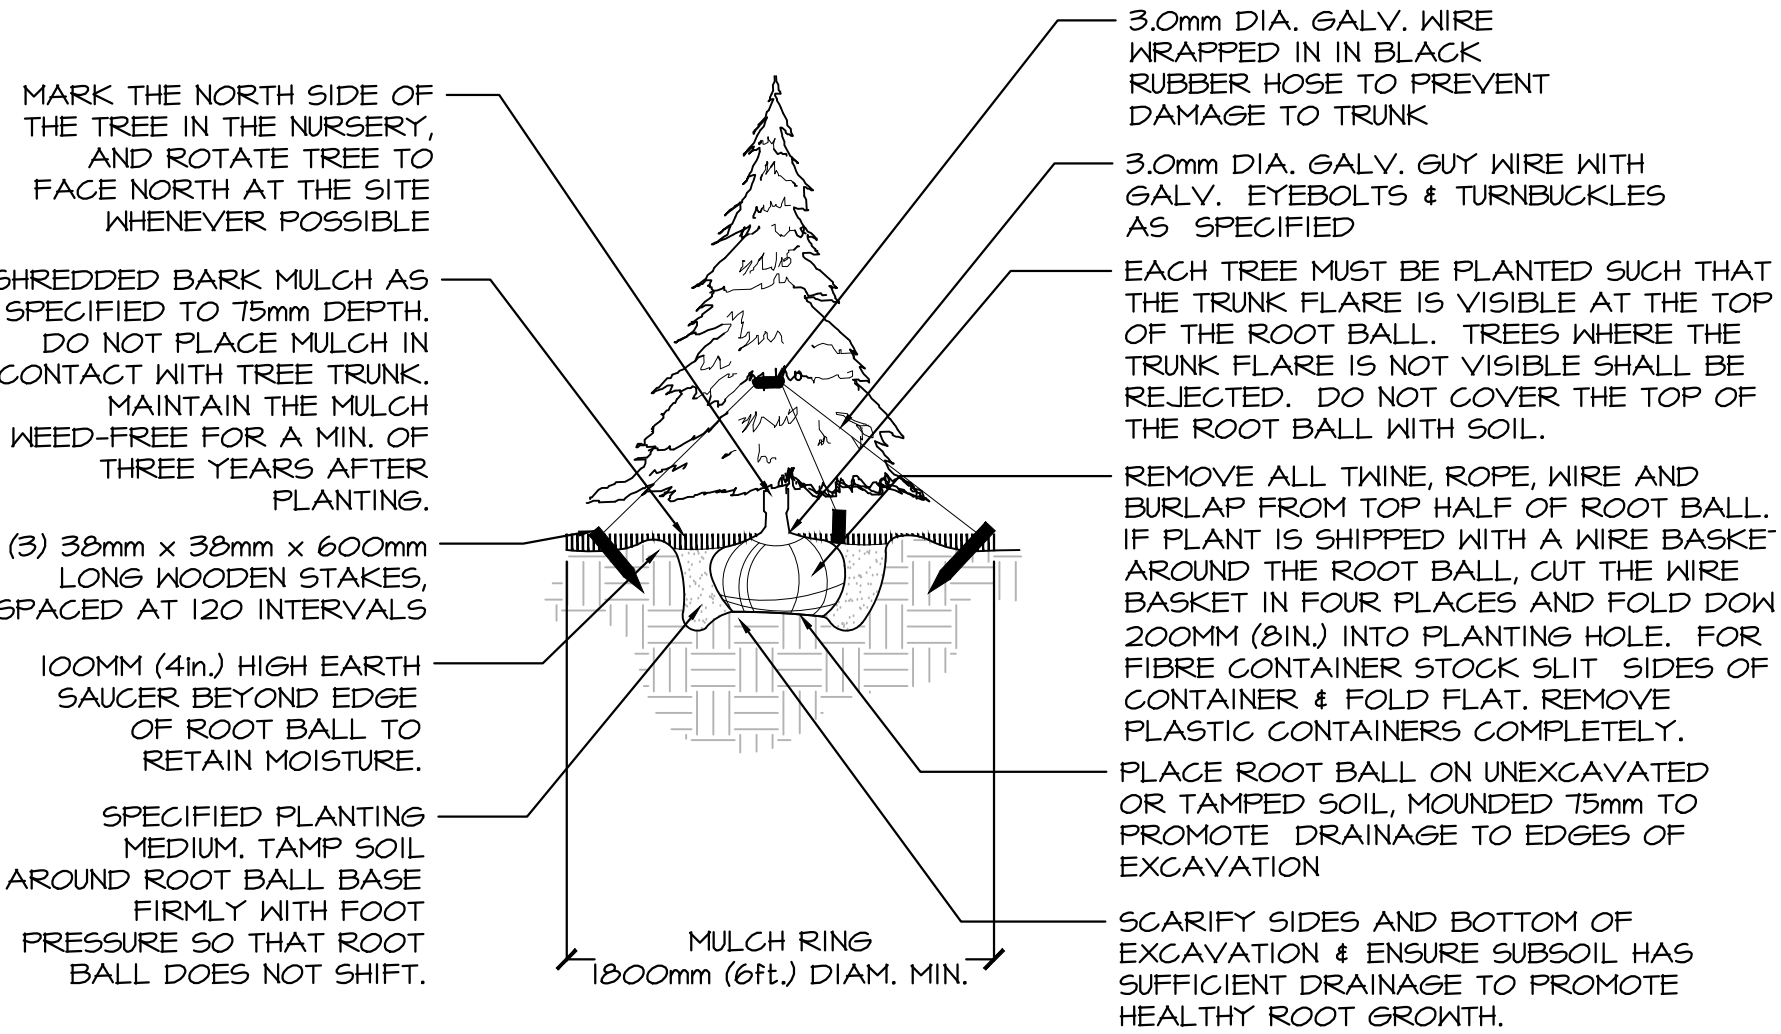 MARK THE NORTH SIDE OF
THE TREE IN THE NURSERY,
AND ROTATE TREE TO
FACE NORTH AT THE SITE
WHENEVER POSSIBLE
SHREDDED BARK MULCH AS
SPECIFIED TO 75mm DEPTH.
DO NOT PLACE MULCH IN
CONTACT WITH TREE TRUNK.
MAINTAIN THE MULCH
WEED-FREE FOR A MIN. OF
THREE YEARS AFTER
PLANTING.
(3) 38mm x 38mm x 600mm
LONG WOODEN STAKES,
SPACED AT 120 INTERVALS
100MM (4in.) HIGH EARTH
SAUCER BEYOND EDGE
OF ROOT BALL TO
RETAIN MOISTURE.
SPECIFIED PLANTING
MEDIUM. TAMP SOIL
AROUND ROOT BALL BASE
FIRMLY WITH FOOT
PRESSURE SO THAT ROOT
BALL DOES NOT SHIFT.
MULCH RING
1800mm (6ft.) DIAM. MIN.
3.0mm DIA. GALV. WIRE
WRAPPED IN IN BLACK
RUBBER HOSE TO PREVENT
DAMAGE TO TRUNK
3.0mm DIA. GALV. GUY WIRE WITH
GALV. EYEBOLTS & TURNBUCKLES
AS SPECIFIED
EACH TREE MUST BE PLANTED SUCH THAT
THE TRUNK FLARE IS VISIBLE AT THE TOP
OF THE ROOT BALL. TREES WHERE THE
TRUNK FLARE IS NOT VISIBLE SHALL BE
REJECTED. DO NOT COVER THE TOP OF
THE ROOT BALL WITH SOIL.
REMOVE ALL TWINE, ROPE, WIRE AND
BURLAP FROM TOP HALF OF ROOT BALL.
IF PLANT IS SHIPPED WITH A WIRE BASKET
AROUND THE ROOT BALL, CUT THE WIRE
BASKET IN FOUR PLACES AND FOLD DOW
200MM (8IN.) INTO PLANTING HOLE. FOR
FIBRE CONTAINER STOCK SLIT SIDES OF
CONTAINER & FOLD FLAT. REMOVE
PLASTIC CONTAINERS COMPLETELY.
PLACE ROOT BALL ON UNEXCAVATED
OR TAMPED SOIL, MOUNDED 75mm TO
PROMOTE DRAINAGE TO EDGES OF
EXCAVATION
SCARIFY SIDES AND BOTTOM OF
EXCAVATION & ENSURE SUBSOIL HAS
SUFFICIENT DRAINAGE TO PROMOTE
HEALTHY ROOT GROWTH.